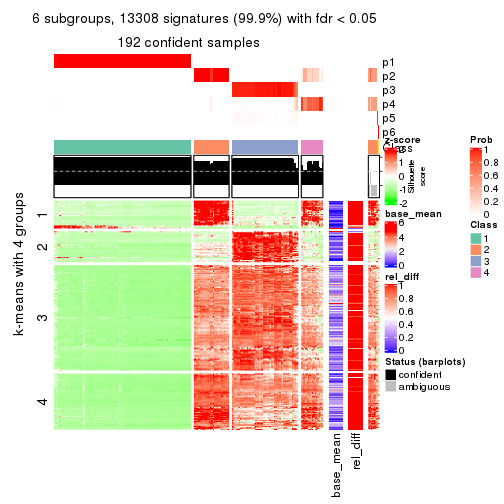 6 subgroups, 13308 signatures (99.9%) with fdr < 0.05
192 confident samples
p1
p2
p3
p4
p5
p6
Class
Silhouette
score
k-means with 4 groups
1
2
3
4
base_mean
rel_diff
z-score
2
1
0
-1
-2
base_mean
6
4
2
0
rel_diff
1
0.8
0.6
0.4
0.2
0
Status (barplots)
confident
ambiguous
Prob
1
0.8
0.6
0.4
0.2
0
Class
1
2
3
4